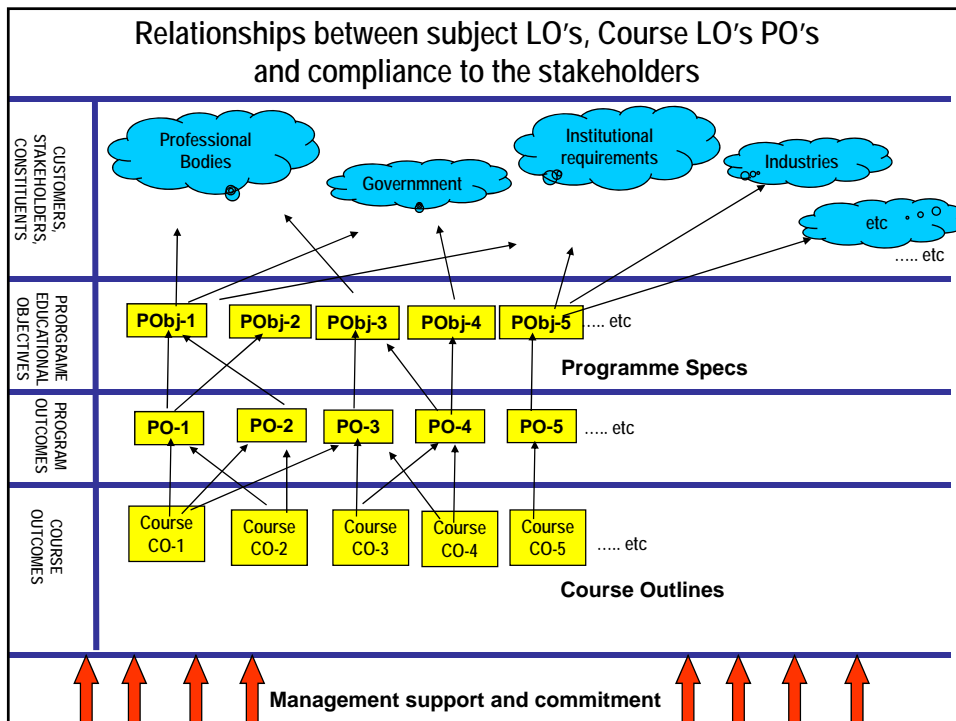 Relationships between subject LO's, Course LO's PO's
and compliance to the stakeholders
CUSTOMERS,
STAKEHOLDERS,
CONSTITUENTS
Professional
Bodies
Governmnent
Institutional
requirements
Industries
etc
….. etc
PRORGRAME
EDUCATIONAL
OBJECTIVES
PObj-1
PObj-2
PObj-3
PObj-4
PObj-5
….. etc
Programme Specs
PROGRAM
OUTCOMES
PO-1
PO-2
PO-3
PO-4
PO-5
….. etc
COURSE
OUTCOMES
Course
CO-1
Course
CO-2
Course
CO-3
Course
CO-4
Course
CO-5
….. etc
Course Outlines
Management support and commitment